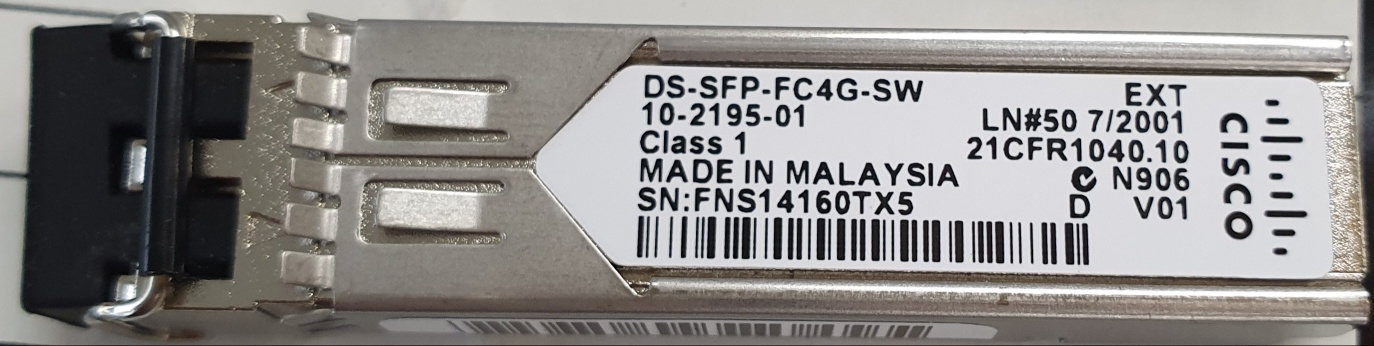 DS-SFP-FC4G-SW EXT
10-2195-01 LN#50 7/2001
Class 1 21CFR1040.10
MADE IN MALAYSIA N906
SN:FNS14160TX5 D V01
CISCO